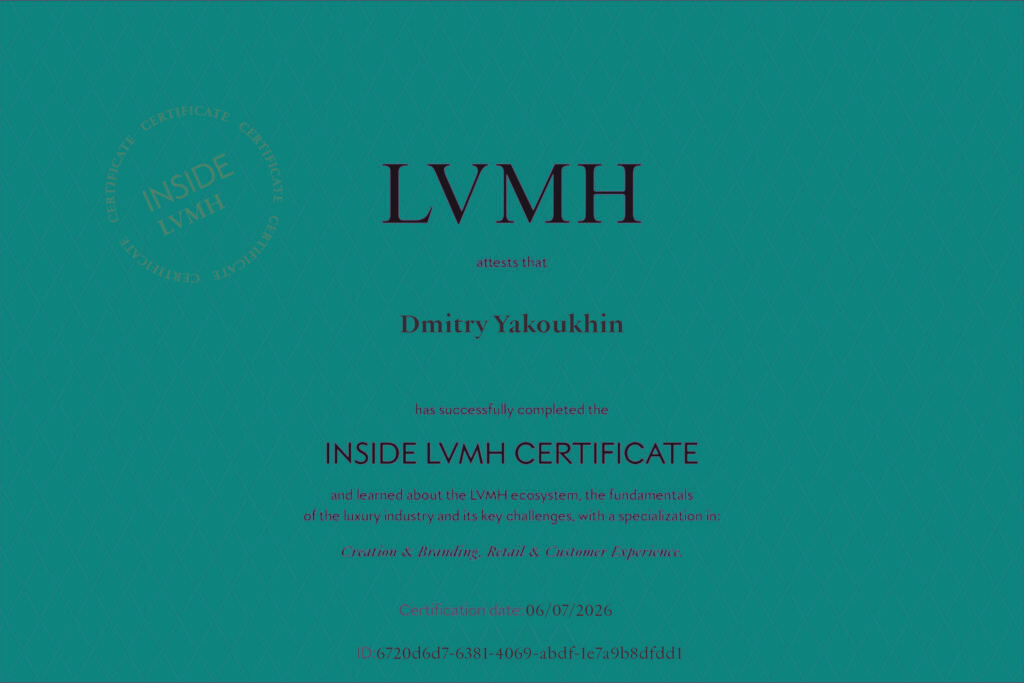 CERTIFICATE CERTIFICATE CERTIFICATE CERTIFICATE CERTIFICATE CERTIFICATE
INSIDE
LVMH
LVMH
attests that
Dmitry Yakoukhin
has successfully completed the
INSIDE LVMH CERTIFICATE
and learned about the LVMH ecosystem, the fundamentals
of the luxury industry and its key challenges, with a specialization in:
Creation & Branding, Retail & Customer Experience.
Certification date: 06/07/2026
ID:6720d6d7-6381-4069-abdf-1e7a9b8dfdd1